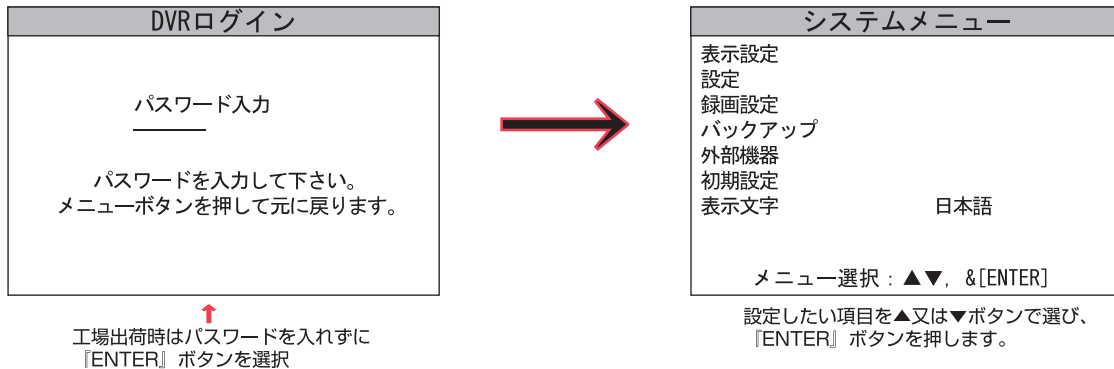 DVRログイン
パスワード入力
パスワードを入力して下さい。
メニューボタンを押して元に戻ります。
工場出荷時はパスワードを入れずに
『ENTER』ボタンを選択
システムメニュー
表示設定
設定
録画設定
バックアップ
外部機器
初期設定
表示文字 日本語
メニュー選択：▲▼, &[ENTER]
設定したい項目を▲又は▼ボタンで選び、
『ENTER』ボタンを押します。